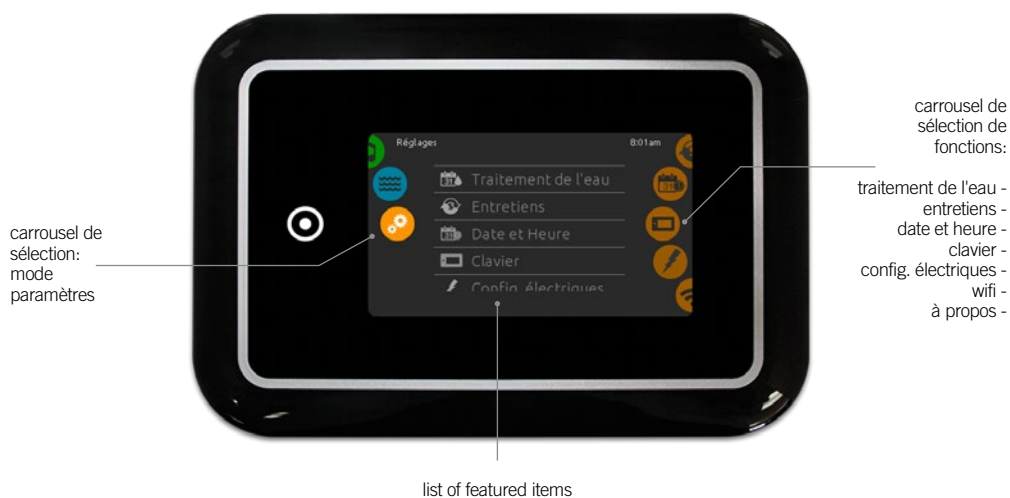 Réglages
8:01am
Traitement de l'eau
Entretiens
Date et Heure
Clavier
Config. électriques
carrousel de
sélection:
mode
paramètres
carrousel de
sélection de
fonctions:
traitement de l'eau -
entretiens -
date et heure -
clavier -
config. électriques -
wifi -
à propos -
list of featured items